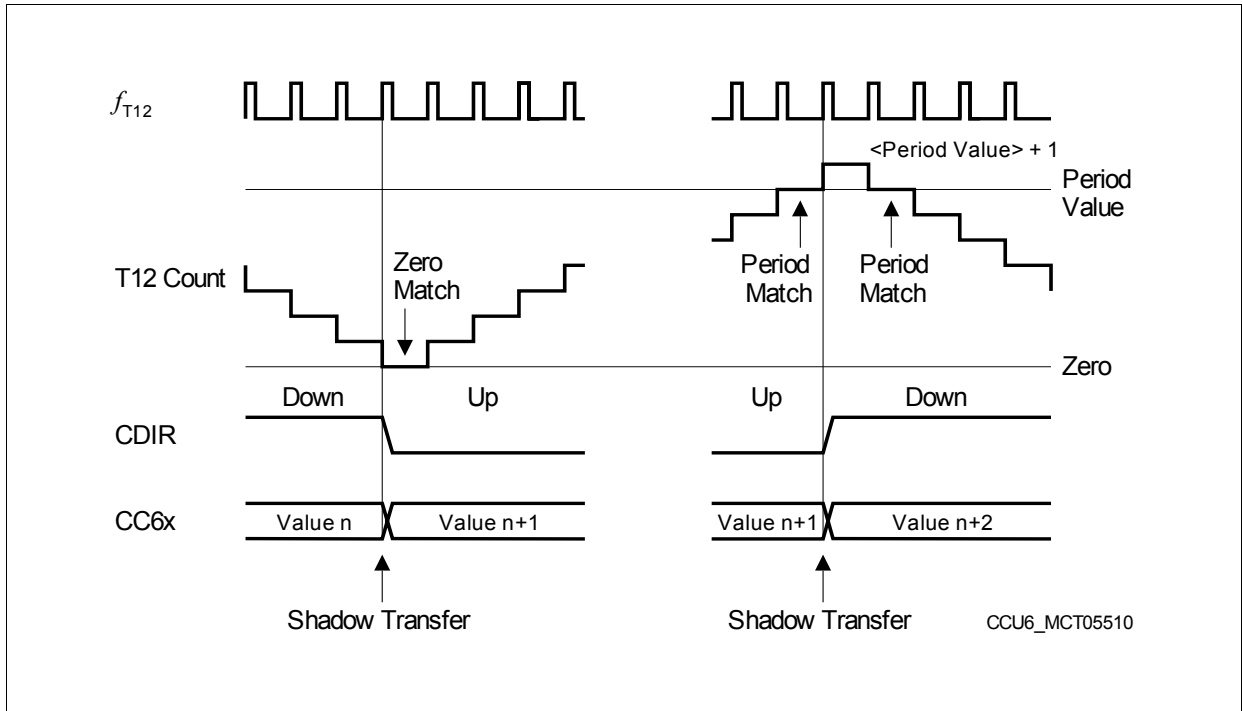 fT12
<Period Value> + 1
Period
Value
T12 Count
Zero
Match
Period
Match
Period
Match
Zero
Down
Up
Up
Down
CDIR
CC6x
Value n
Value n+1
Value n+1
Value n+2
Shadow Transfer
Shadow Transfer
CCU6_MCT05510